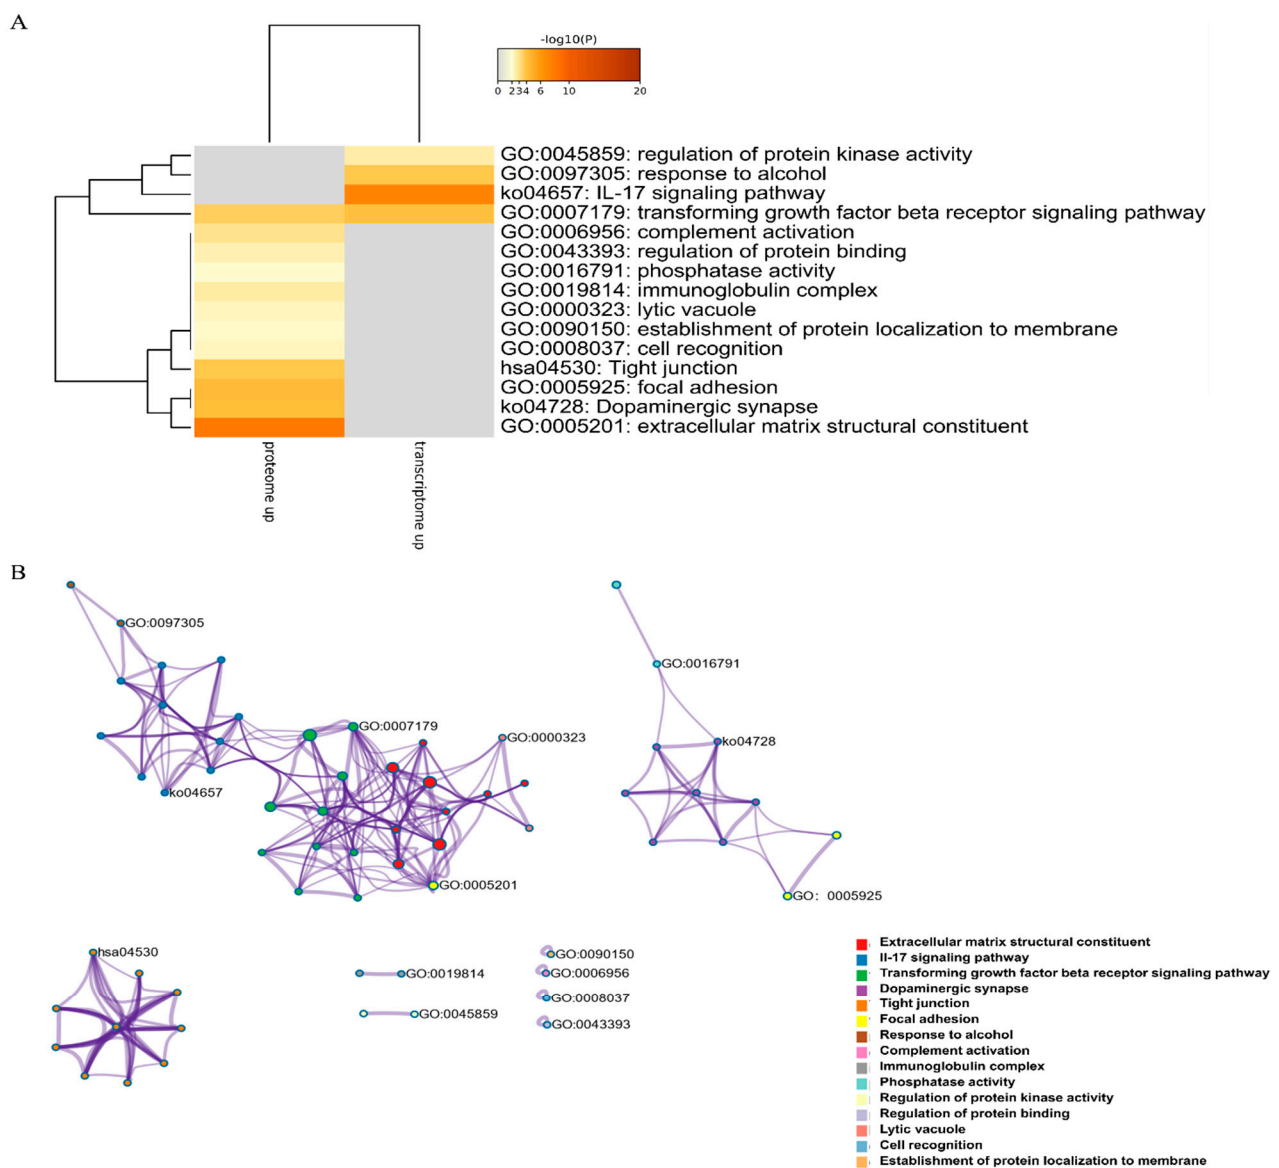 A
-log10(P)
0 2 3 4 6 10 20
GO:0045859: regulation of protein kinase activity
GO:0097305: response to alcohol
ko04657: IL-17 signaling pathway
GO:0007179: transforming growth factor beta receptor signaling pathway
GO:0006956: complement activation
GO:0043393: regulation of protein binding
GO:0016791: phosphatase activity
GO:0019814: immunoglobulin complex
GO:0000323: lytic vacuole
GO:0090150: establishment of protein localization to membrane
GO:0008037: cell recognition
hsa04530: Tight junction
GO:0005925: focal adhesion
ko04728: Dopaminergic synapse
GO:0005201: extracellular matrix structural constituent
proteome up
transcriptome up
B
GO:0097305
GO:0007179
GO:0000323
ko04657
GO:0005201
GO:0016791
ko04728
GO: 0005925
hsa04530
GO:0019814
GO:0045859
GO:0090150
GO:0006956
GO:0008037
GO:0043393
Extracellular matrix structural constituent
Il-17 signaling pathway
Transforming growth factor beta receptor signaling pathway
Dopaminergic synapse
Tight junction
Focal adhesion
Response to alcohol
Complement activation
Immunoglobulin complex
Phosphatase activity
Regulation of protein kinase activity
Regulation of protein binding
Lytic vacuole
Cell recognition
Establishment of protein localization to membrane